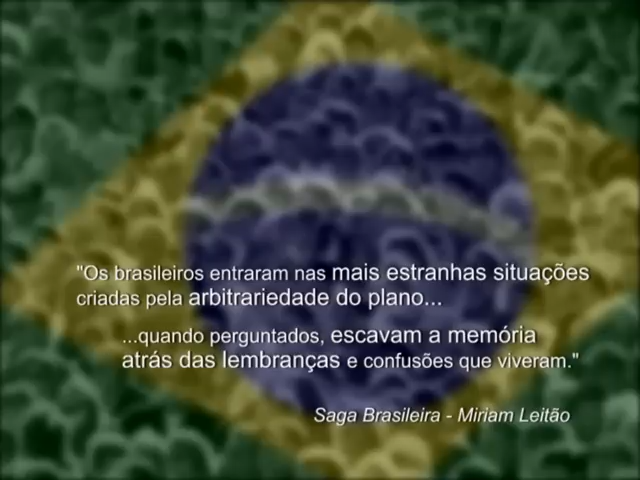 "Os brasileiros entraram nas mais estranhas situações
criadas pela arbitrariedade do plano...
...quando perguntados, escavam a memória
atrás das lembranças e confusões que viveram."
Saga Brasileira - Miriam Leitão